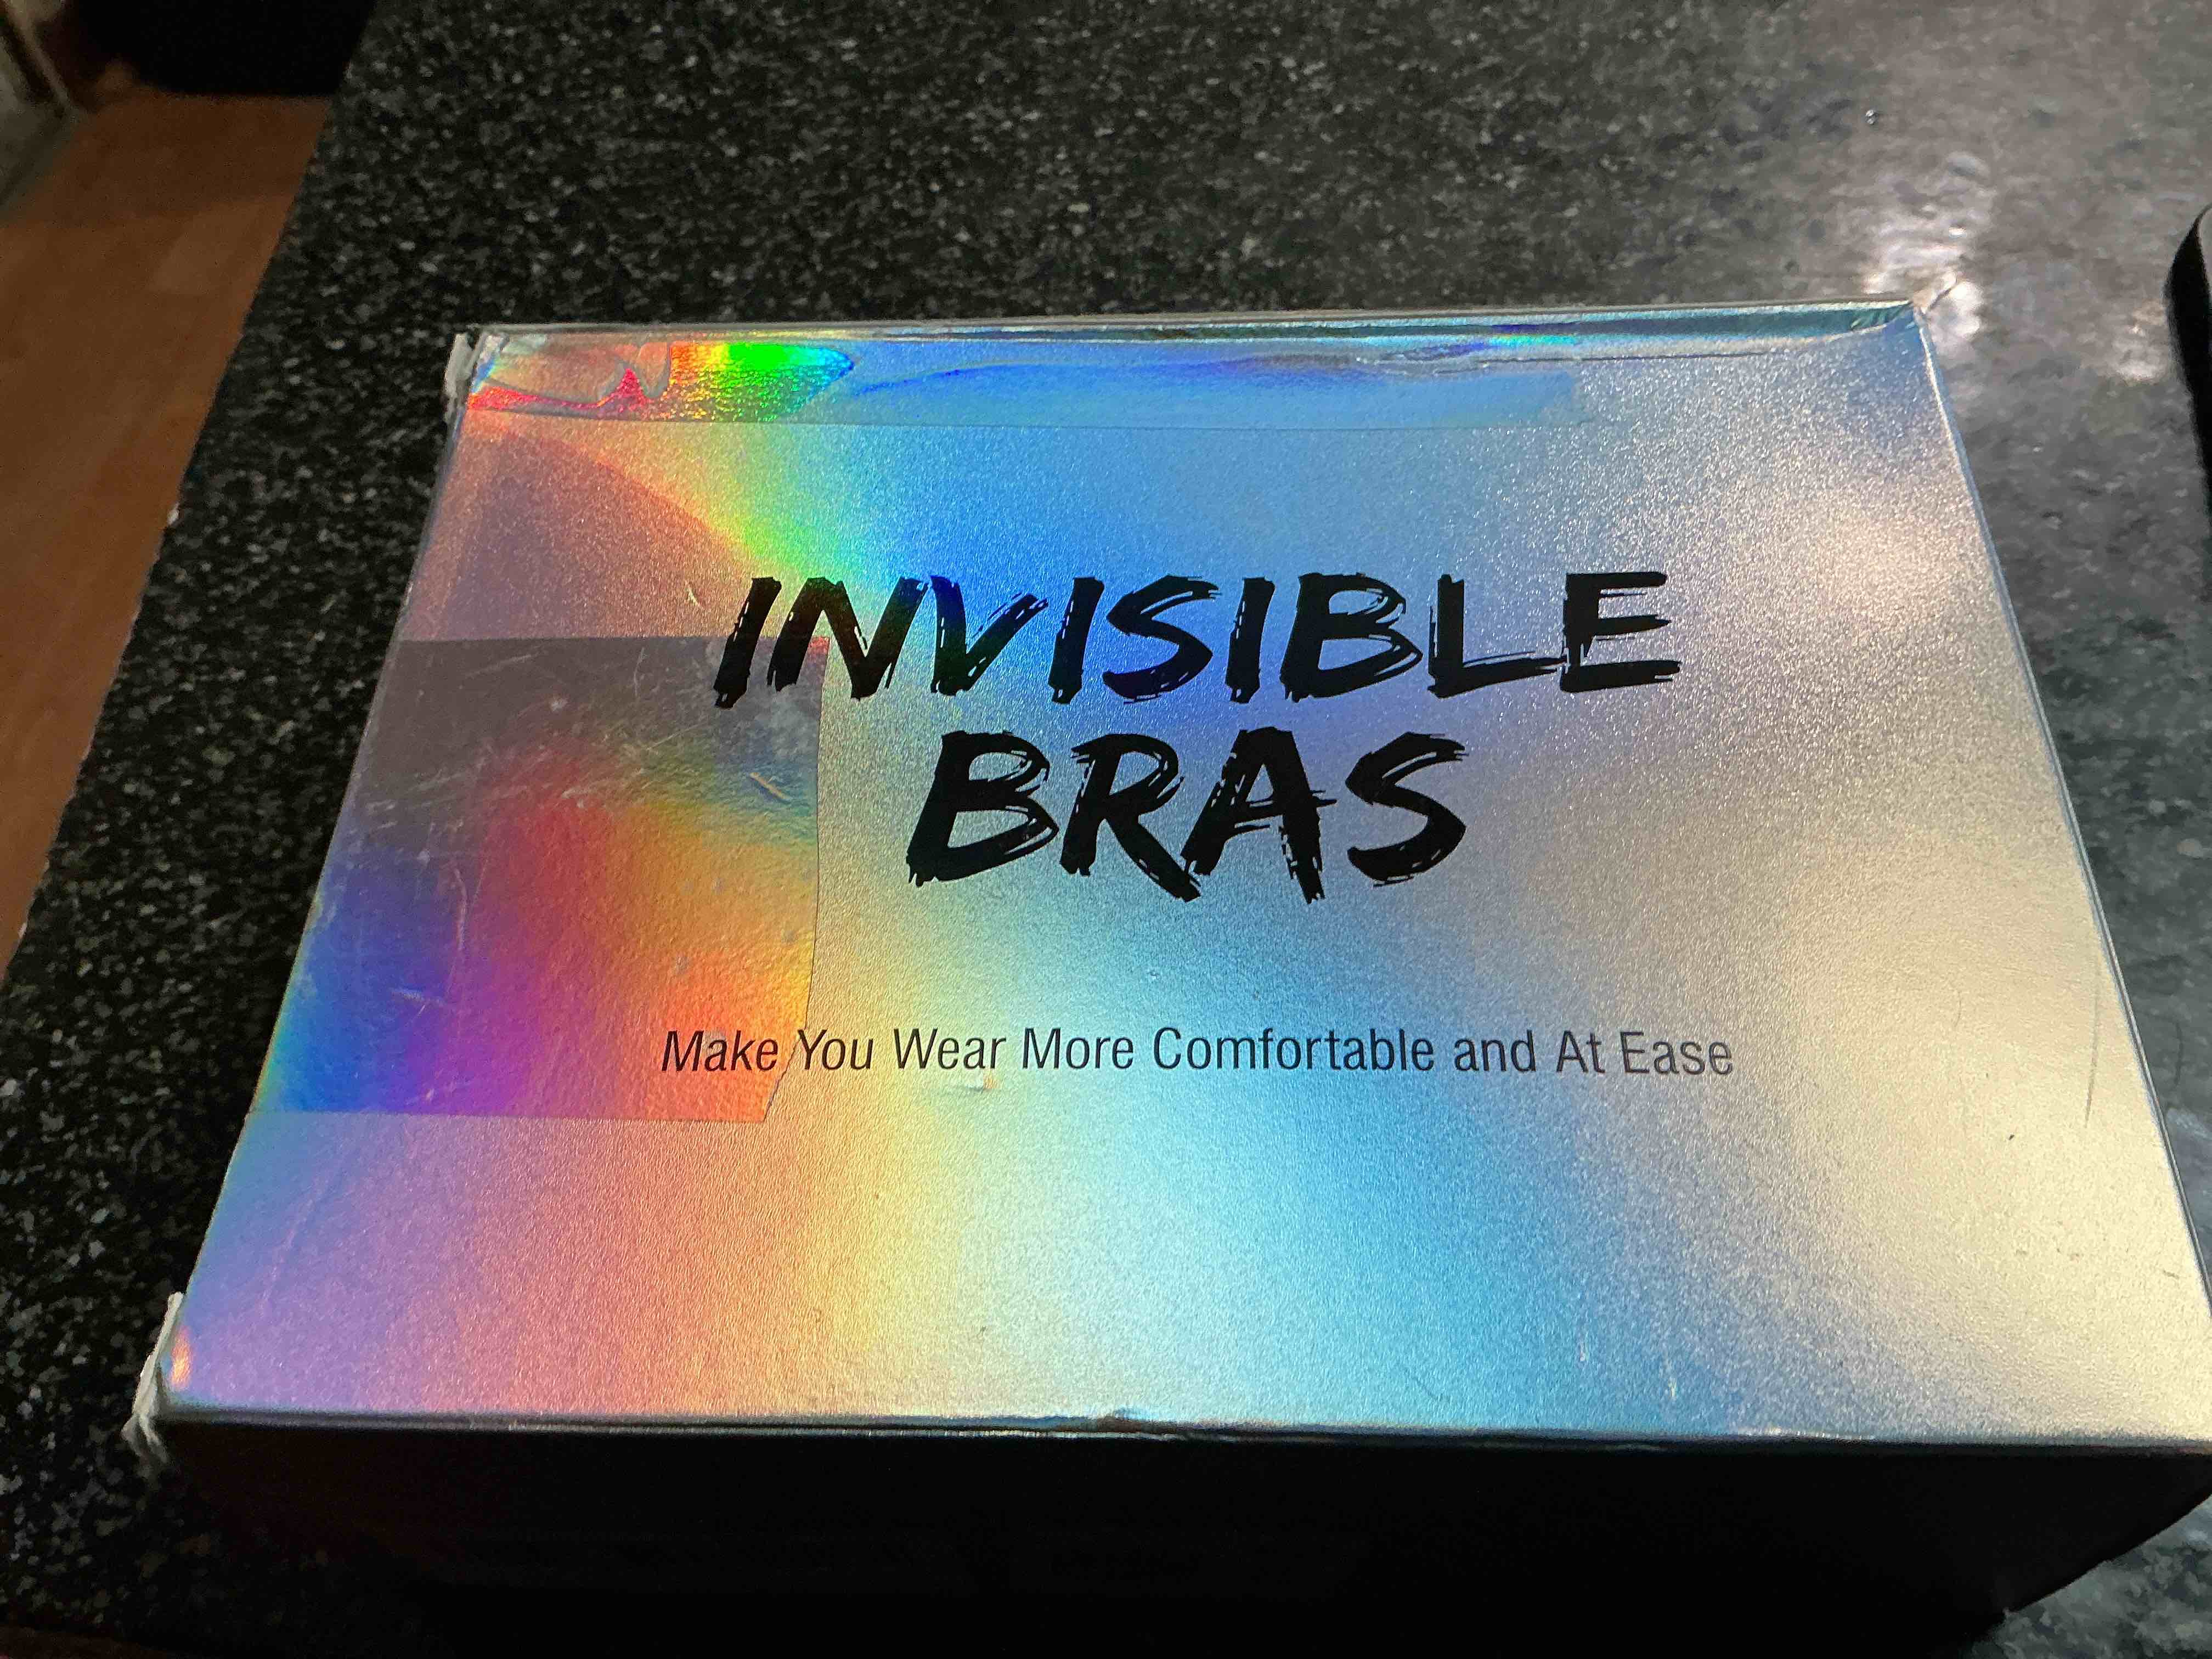 INVISIBLE
BRAS
Make You Wear More Comfortable and At Ease